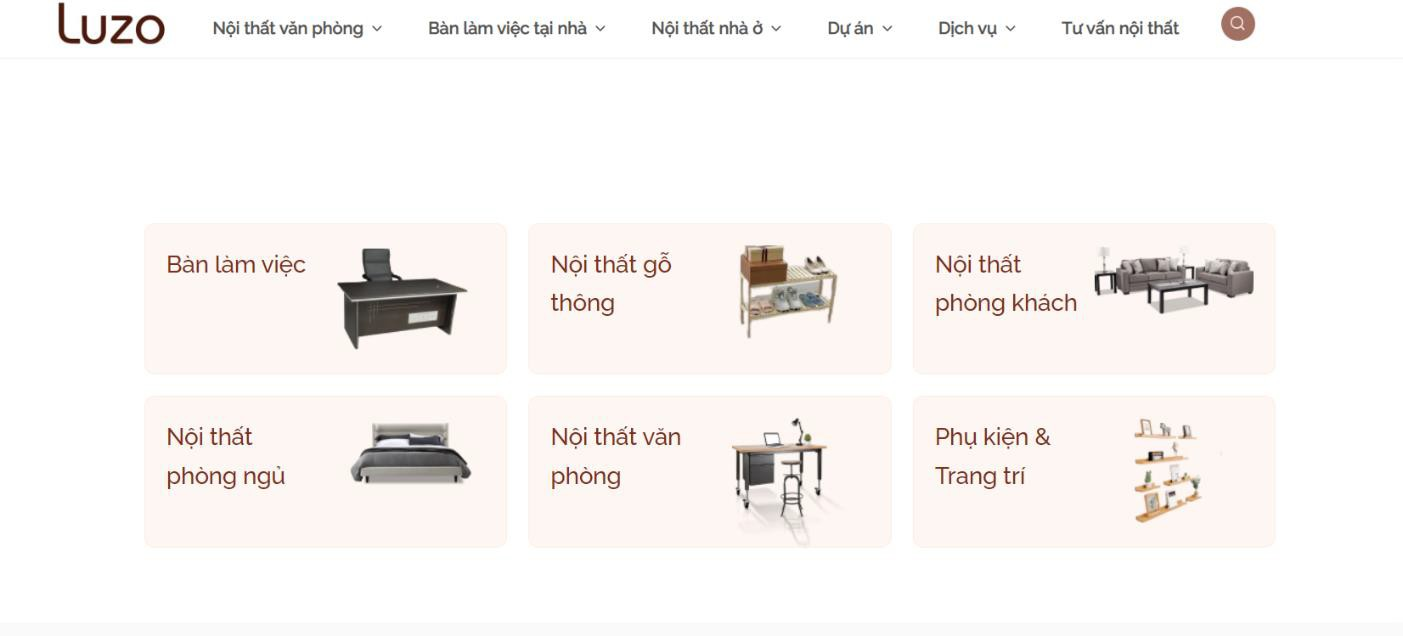 Luzo
Nội thất văn phòng
Bàn làm việc tại nhà
Nội thất nhà ở
Dự án
Dịch vụ
Tư vấn nội thất
Bàn làm việc
Nội thất gỗ
thông
Nội thất
phòng khách
Nội thất
phòng ngủ
Nội thất văn
phòng
Phụ kiện &
Trang trí